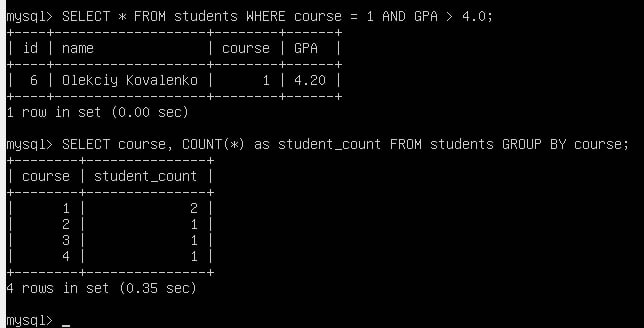 mysql> SELECT * FROM students WHERE course = 1 AND GPA > 4.0;
+----+--------------------+--------+------+
| id | name               | course | GPA  |
+----+--------------------+--------+------+
|  6 | Olekciy Kovalenko  |      1 | 4.20 |
+----+--------------------+--------+------+
1 row in set (0.00 sec)
mysql> SELECT course, COUNT(*) as student_count FROM students GROUP BY course;
+--------+---------------+
| course | student_count |
+--------+---------------+
|      1 |             2 |
|      2 |             1 |
|      3 |             1 |
|      4 |             1 |
+--------+---------------+
4 rows in set (0.35 sec)
mysql> _